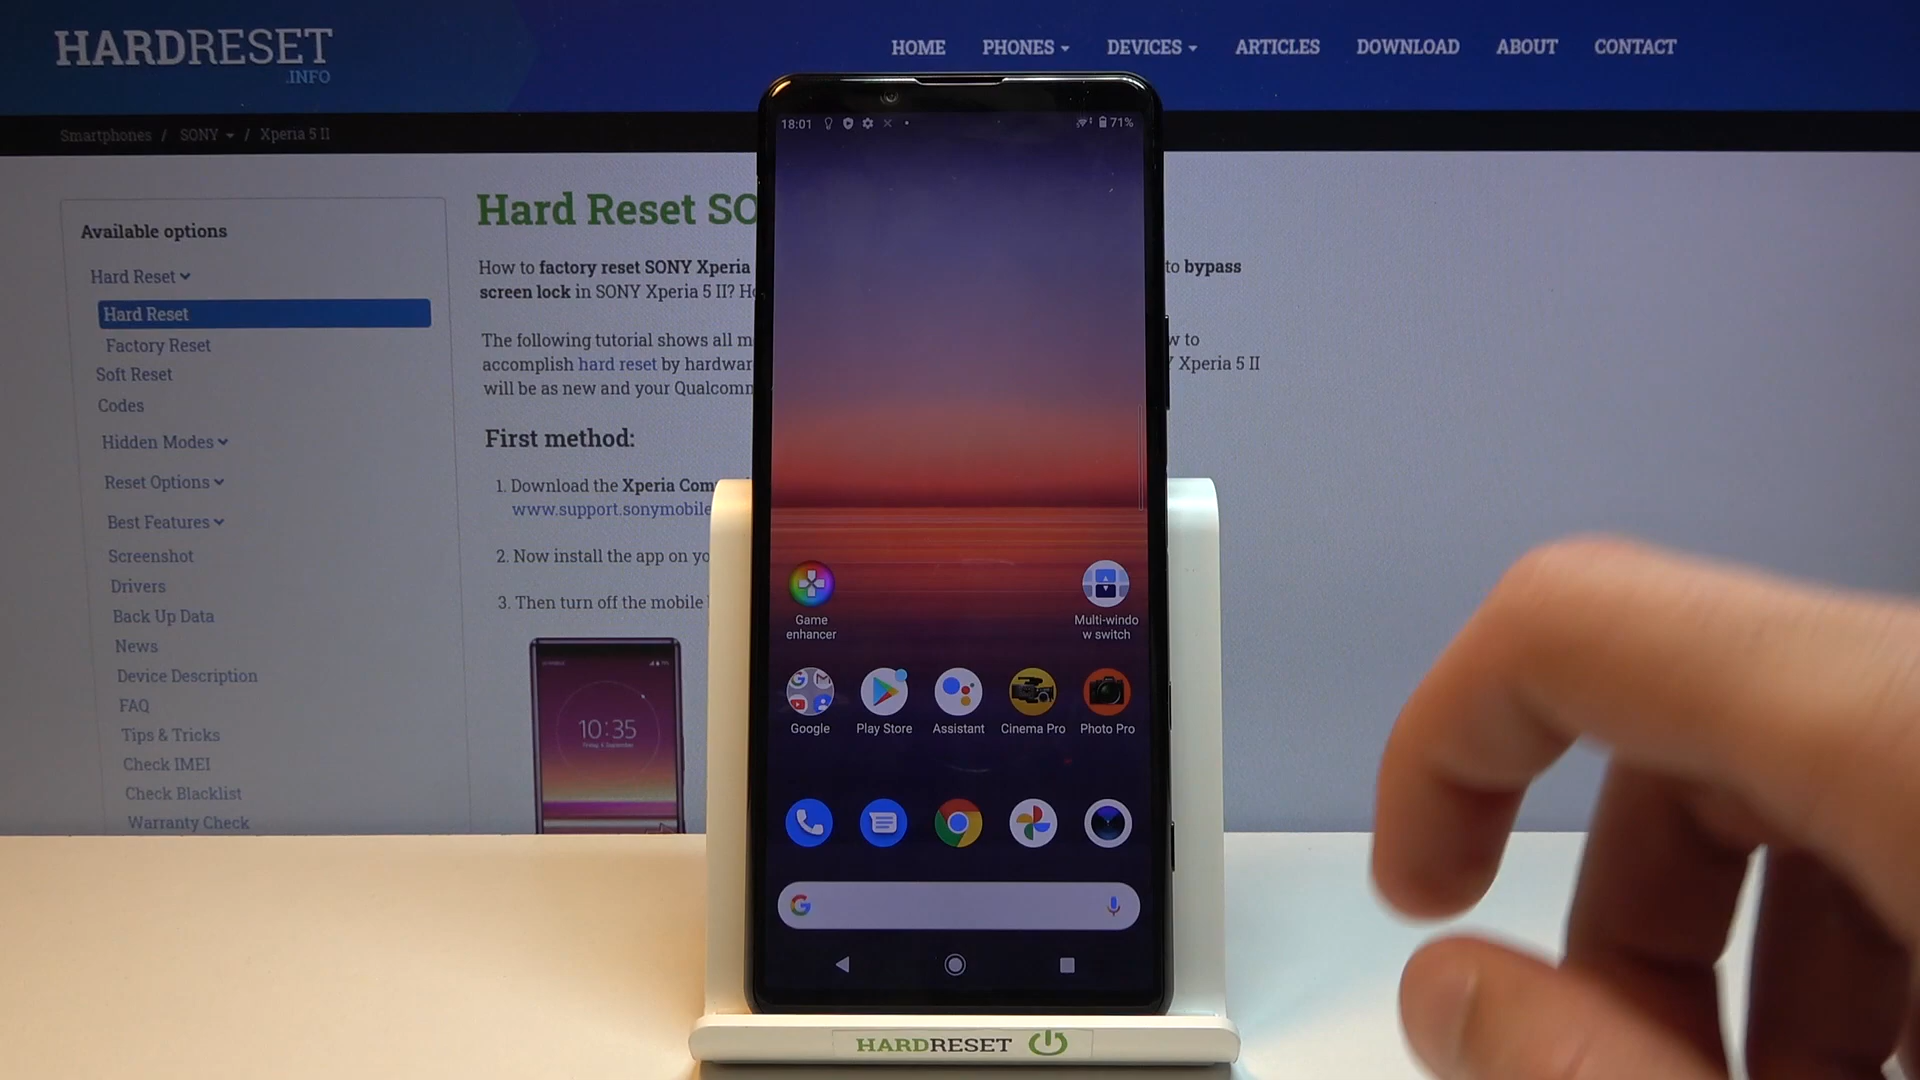 HARDRESET
.INFO
HOME PHONES DEVICES ARTICLES DOWNLOAD ABOUT CONTACT
Smartphones / SONY / Xperia 5 II
Available options
Hard Reset
Hard Reset
Factory Reset
Soft Reset
Codes
Hidden Modes
Reset Options
Best Features
Screenshot
Drivers
Back Up Data
News
Device Description
FAQ
Tips & Tricks
Check IMEI
Check Blacklist
Warranty Check
Hard Reset SO
How to factory reset SONY Xperia
to bypass
screen lock in SONY Xperia 5 II? Ho
The following tutorial shows all m
w to
accomplish hard reset by hardwar
Xperia 5 II
will be as new and your Qualcomm
First method:
1. Download the Xperia Com
www.support.sonymobile
2. Now install the app on yo
3. Then turn off the mobile
10:35
18:01
71%
Game
enhancer
Multi-windo
w switch
Google
Play Store
Assistant
Cinema Pro
Photo Pro
HARDRESET